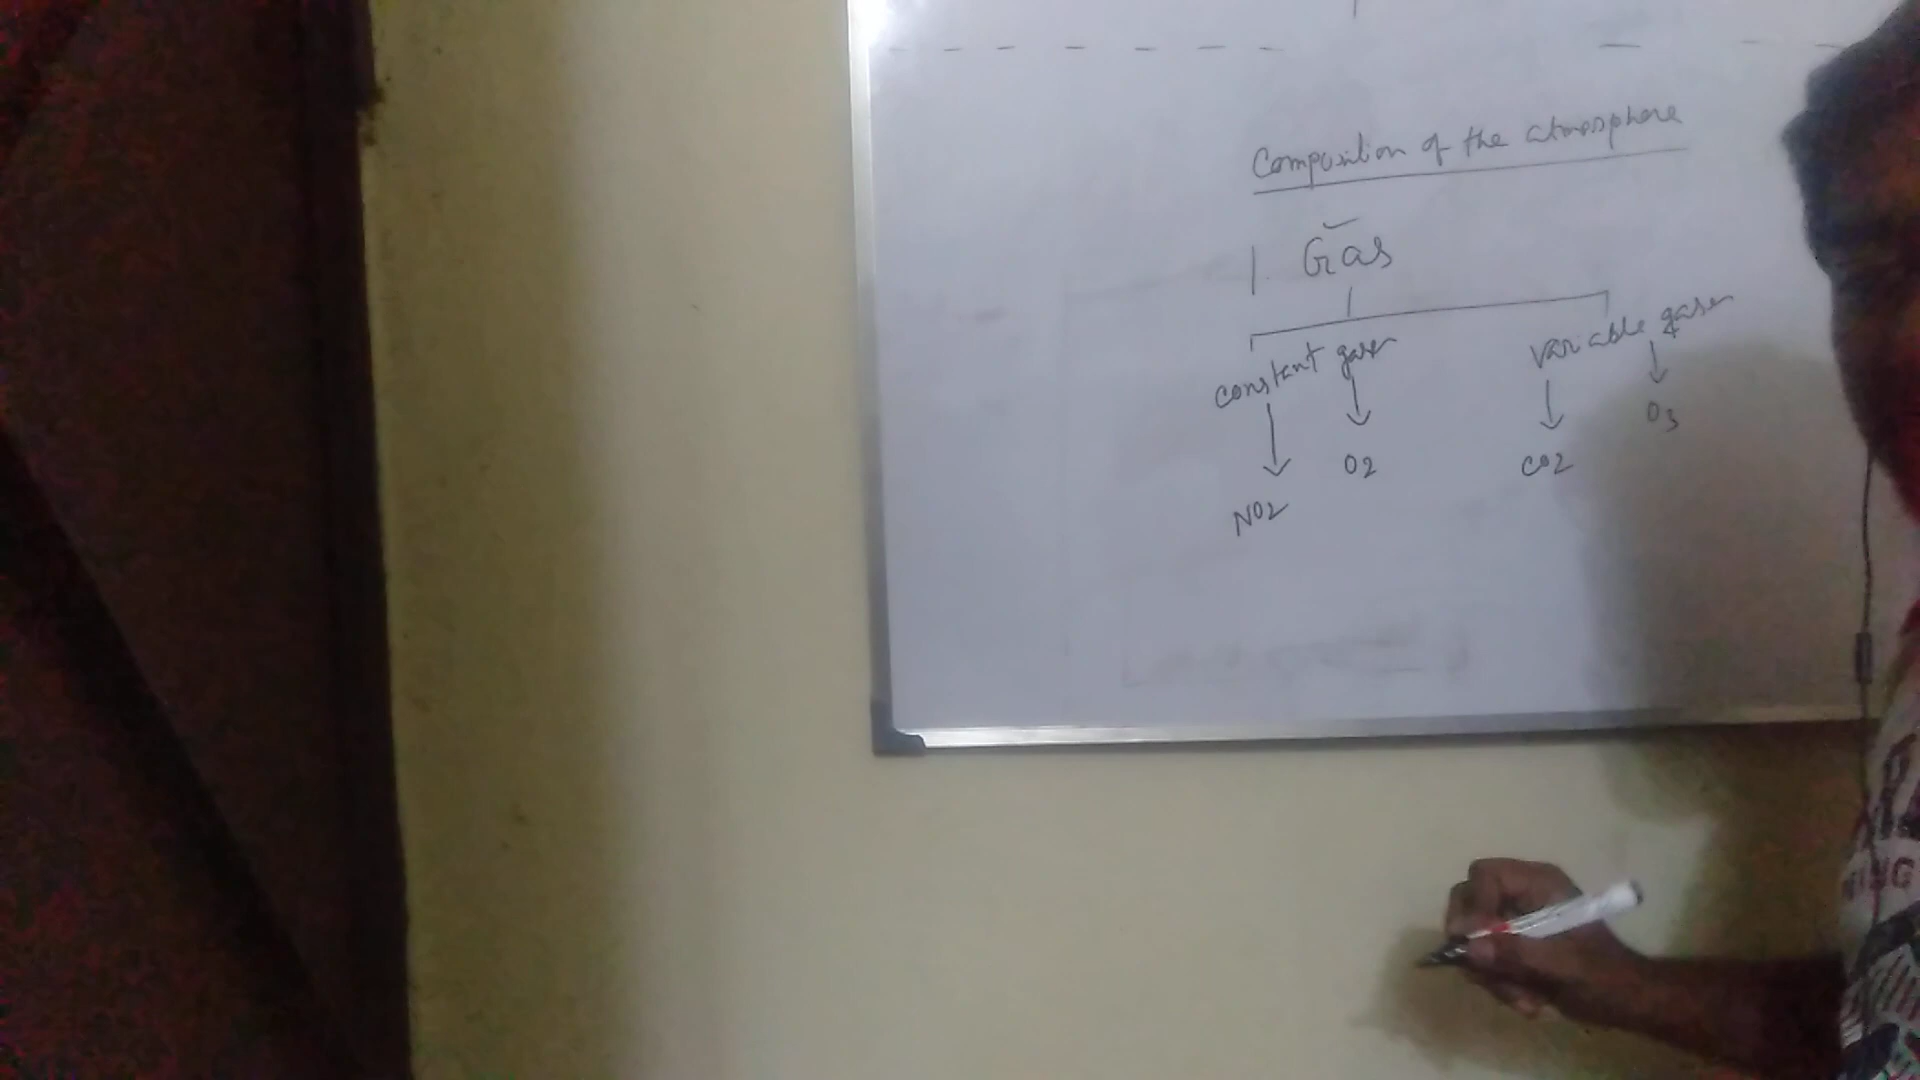 Composition of the atmosphere
1. Gas
constant gases variable gases
NO2 O2 CO2 O3